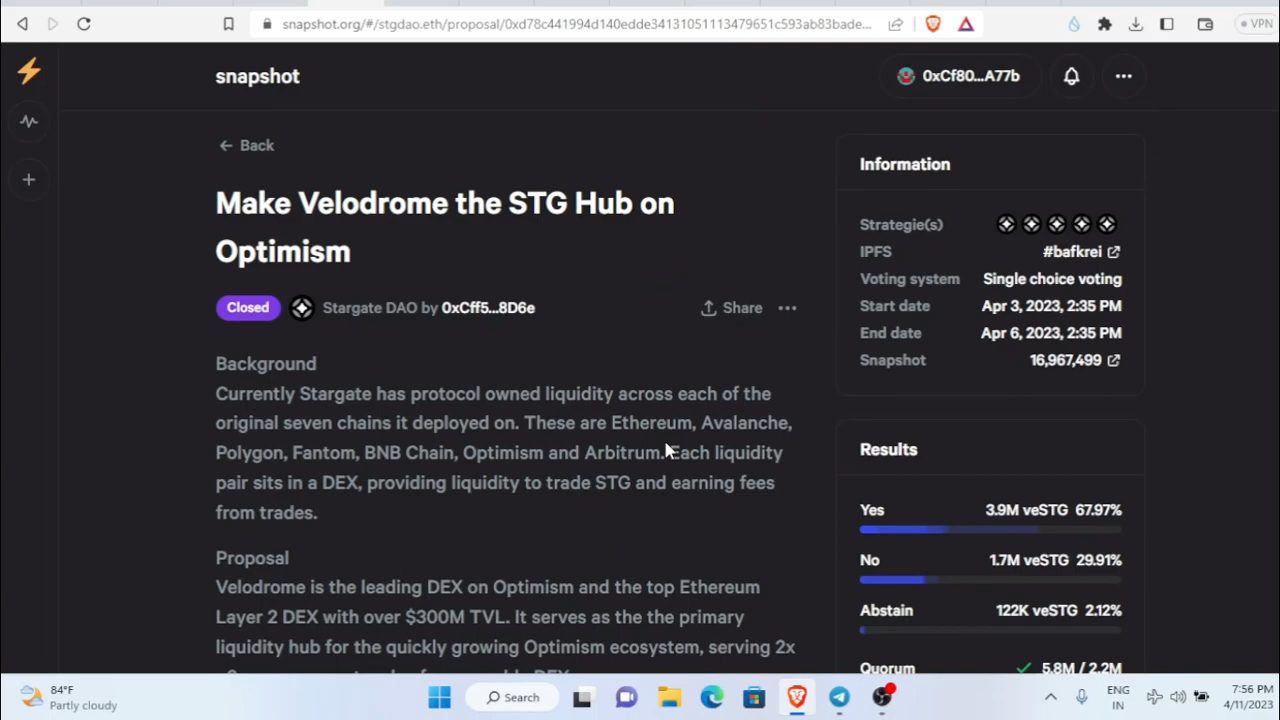 snapshot.org/#/stgdao.eth/proposal/0xd78c441994d140edde34131051113479651c593ab83bade...
VPN
snapshot
0xCf80...A77b
← Back
Make Velodrome the STG Hub on
Optimism
Closed
Stargate DAO by 0xCff5...8D6e
Share
Background
Currently Stargate has protocol owned liquidity across each of the
original seven chains it deployed on. These are Ethereum, Avalanche,
Polygon, Fantom, BNB Chain, Optimism and Arbitrum. Each liquidity
pair sits in a DEX, providing liquidity to trade STG and earning fees
from trades.
Proposal
Velodrome is the leading DEX on Optimism and the top Ethereum
Layer 2 DEX with over $300M TVL. It serves as the the primary
liquidity hub for the quickly growing Optimism ecosystem, serving 2x
Information
Strategie(s)
IPFS #bafkrei
Voting system Single choice voting
Start date Apr 3, 2023, 2:35 PM
End date Apr 6, 2023, 2:35 PM
Snapshot 16,967,499
Results
Yes 3.9M veSTG 67.97%
No 1.7M veSTG 29.91%
Abstain 122K veSTG 2.12%
Quorum 5.8M / 2.2M
84°F
Partly cloudy
Search
ENG
IN
7:56 PM
4/11/2023